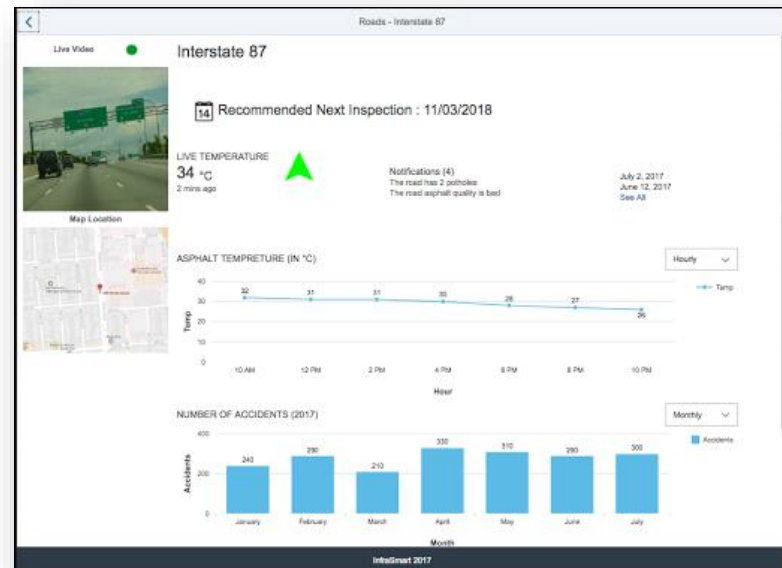 Roads - Interstate 87
Live Video
Interstate 87
14
Recommended Next Inspection : 11/03/2018
LIVE TEMPERATURE
34 °C
2 mins ago
Notifications (4)
The road has 2 potholes
The road asphalt quality is bad
July 2, 2017
June 12, 2017
See All
Map Location
ASPHALT TEMPRETURE (IN °C)
Hourly
Temp
40
30
20
10
0
Temp
32
31
31
30
28
27
26
10 AM
12 PM
2 PM
4 PM
8 PM
10 PM
Hour
NUMBER OF ACCIDENTS (2017)
Monthly
Accidents
400
200
0
Accidents
240
290
210
330
310
290
300
January
February
March
April
May
June
July
Month
InfraSmart 2017